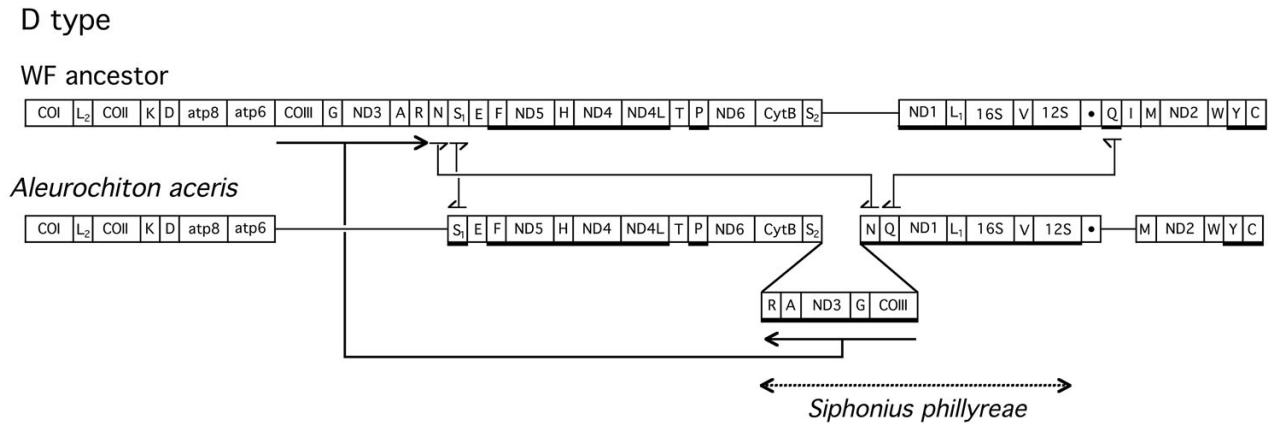 D type
WF ancestor
COI L2 COII K D atp8 atp6 COIII G ND3 A R N S1 E F ND5 H ND4 ND4L T P ND6 CytB S2 ND1 L1 16S V 12S • Q I M ND2 W Y C
Aleurochiton aceris
COI L2 COII K D atp8 atp6 S1 E F ND5 H ND4 ND4L T P ND6 CytB S2 N Q ND1 L1 16S V 12S • M ND2 W Y C
R A ND3 G COIII
Siphonius phillyreae